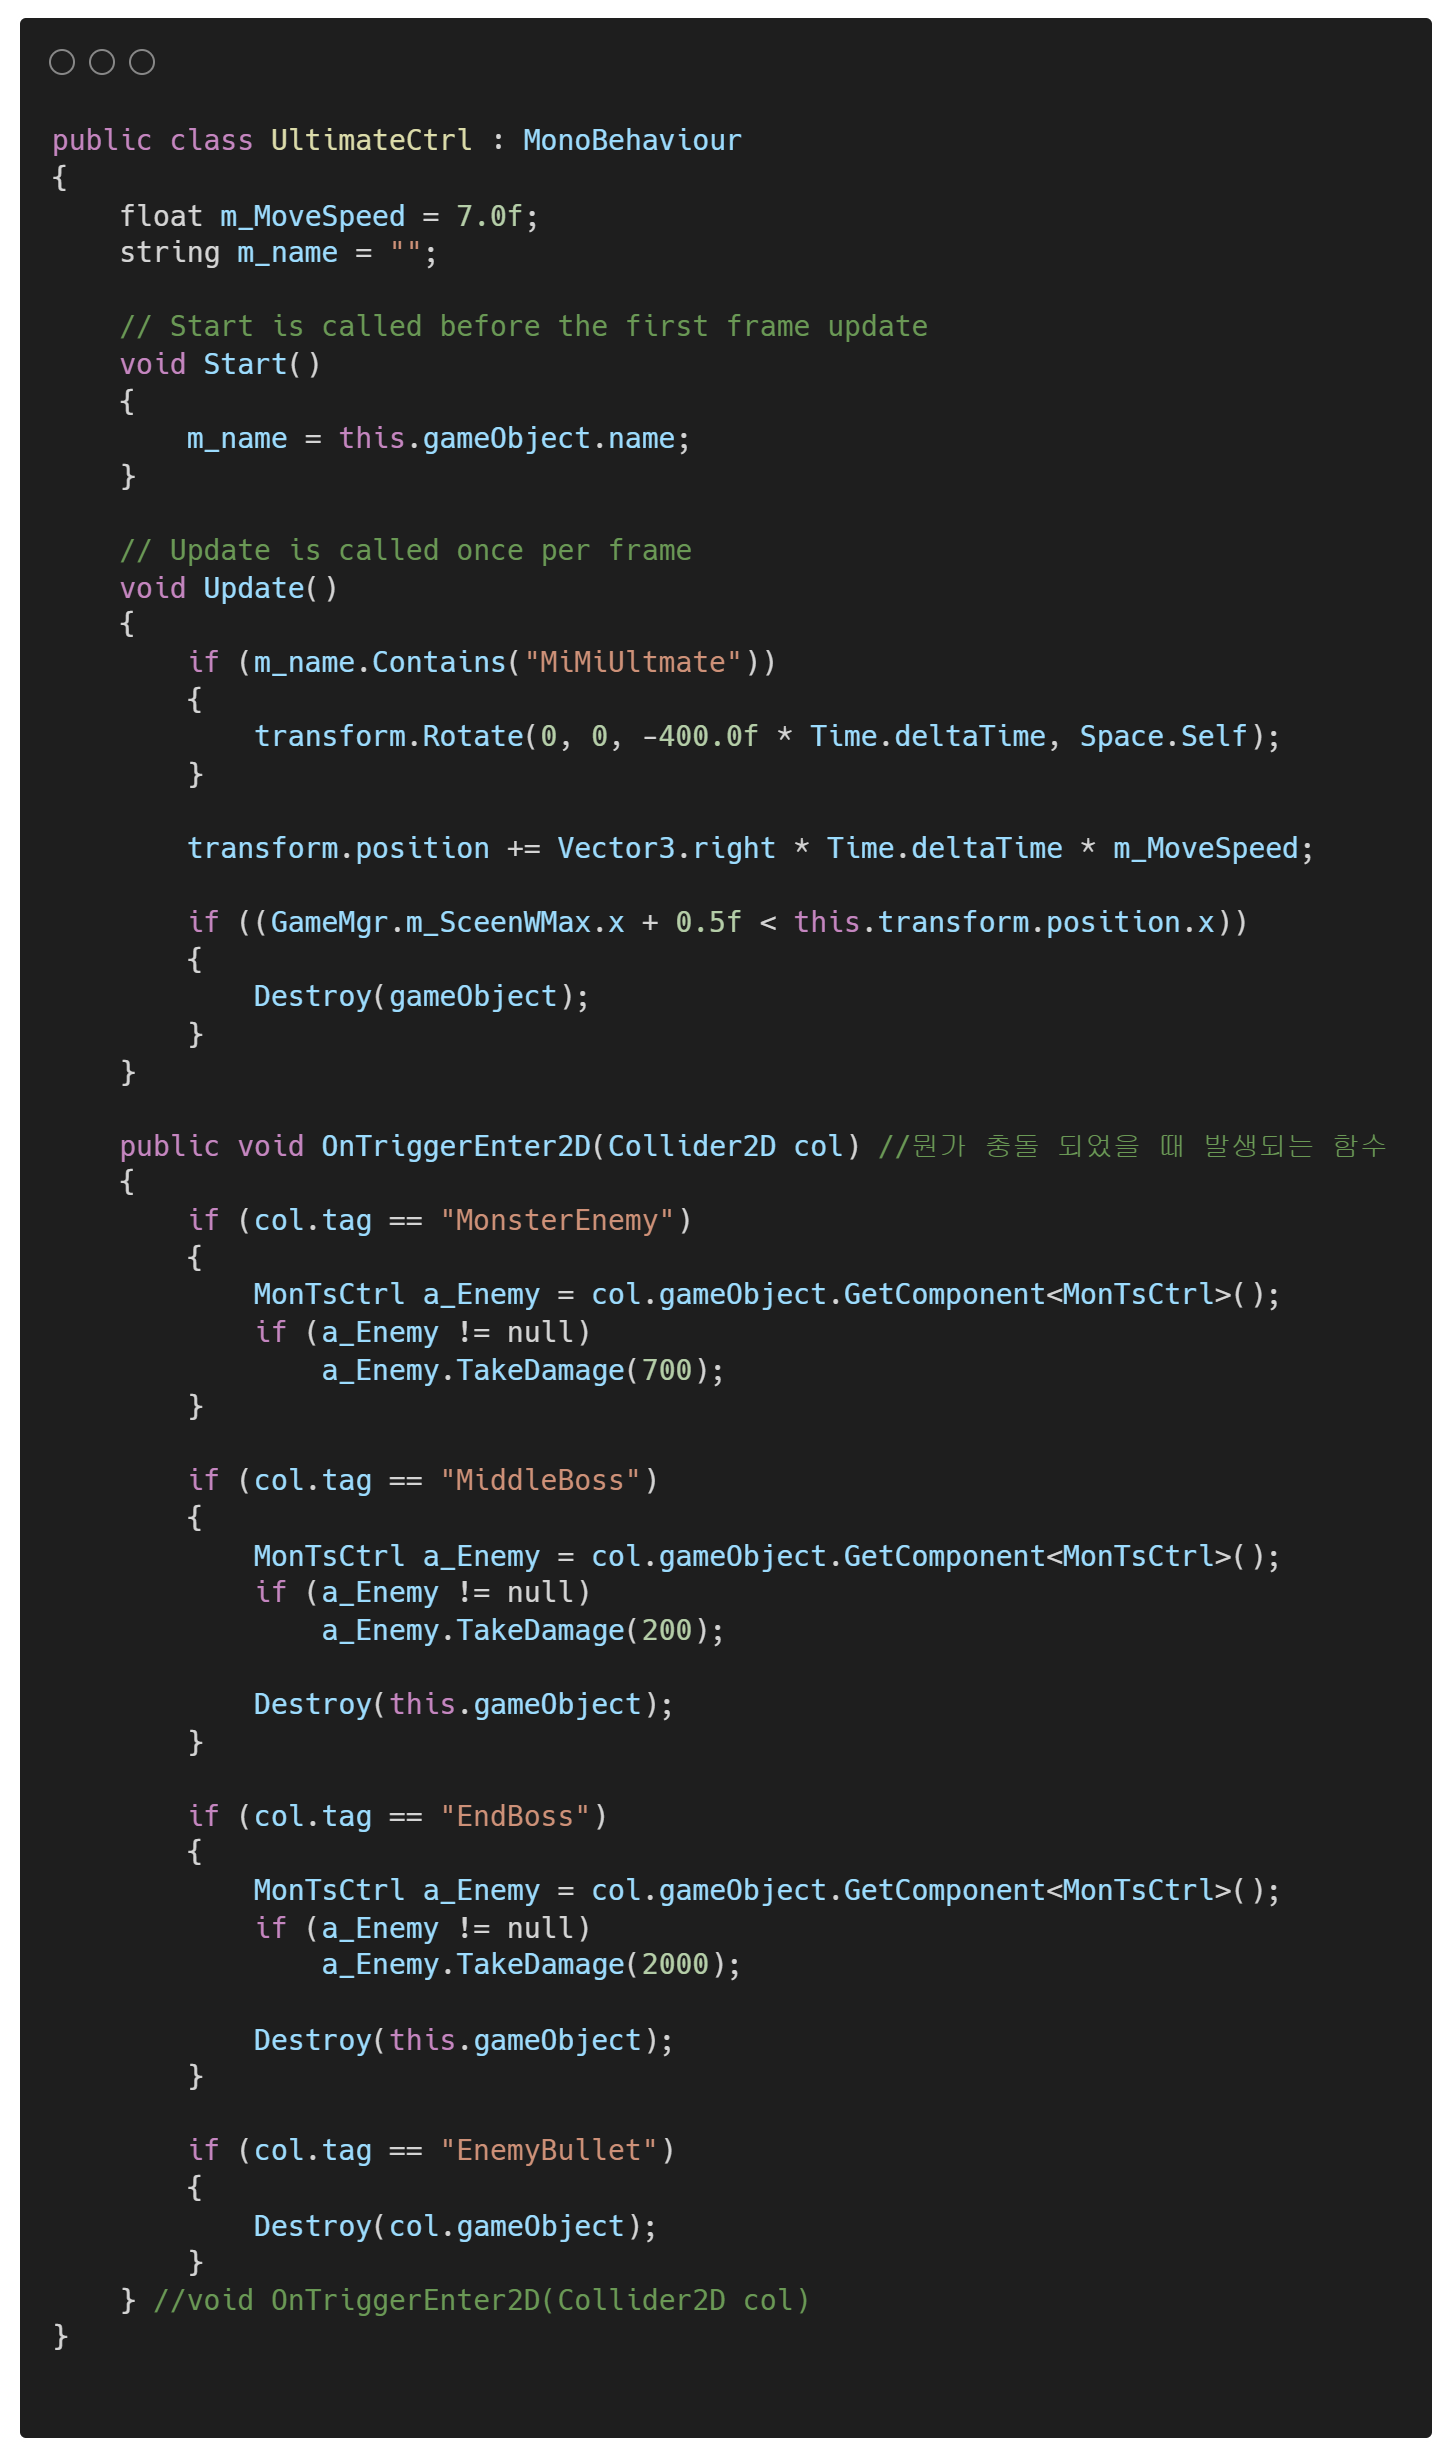 public class UltimateCtrl : MonoBehaviour
{
    float m_MoveSpeed = 7.0f;
    string m_name = "";

    // Start is called before the first frame update
    void Start()
    {
        m_name = this.gameObject.name;
    }

    // Update is called once per frame
    void Update()
    {
        if (m_name.Contains("MiMiUltmate"))
        {
            transform.Rotate(0, 0, -400.0f * Time.deltaTime, Space.Self);
        }

        transform.position += Vector3.right * Time.deltaTime * m_MoveSpeed;

        if ((GameMgr.m_SceenWMax.x + 0.5f < this.transform.position.x))
        {
            Destroy(gameObject);
        }
    }

    public void OnTriggerEnter2D(Collider2D col) //뭔가 충돌 되었을 때 발생되는 함수
    {
        if (col.tag == "MonsterEnemy")
        {
            MonTsCtrl a_Enemy = col.gameObject.GetComponent<MonTsCtrl>();
            if (a_Enemy != null)
                a_Enemy.TakeDamage(700);
        }

        if (col.tag == "MiddleBoss")
        {
            MonTsCtrl a_Enemy = col.gameObject.GetComponent<MonTsCtrl>();
            if (a_Enemy != null)
                a_Enemy.TakeDamage(200);

            Destroy(this.gameObject);
        }

        if (col.tag == "EndBoss")
        {
            MonTsCtrl a_Enemy = col.gameObject.GetComponent<MonTsCtrl>();
            if (a_Enemy != null)
                a_Enemy.TakeDamage(2000);

            Destroy(this.gameObject);
        }

        if (col.tag == "EnemyBullet")
        {
            Destroy(col.gameObject);
        }
    } //void OnTriggerEnter2D(Collider2D col)
}